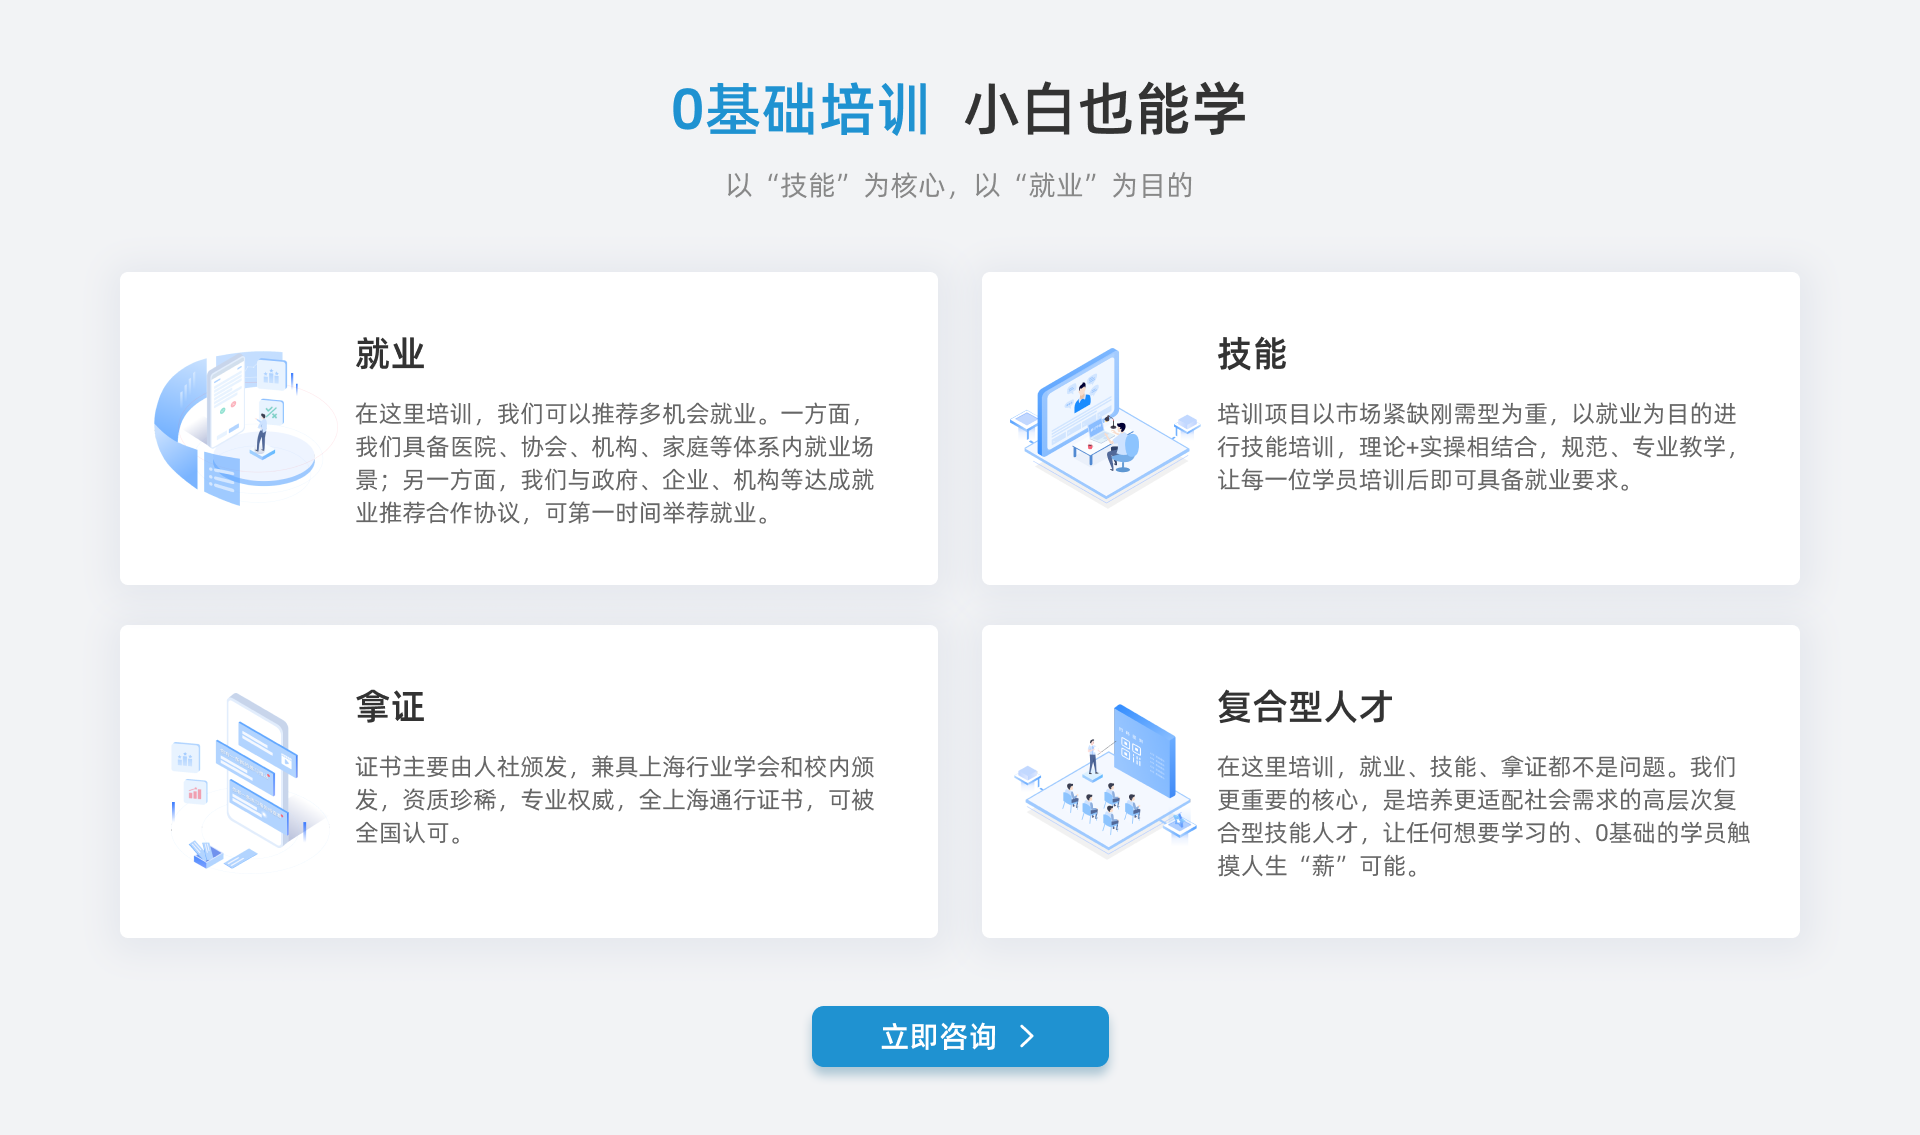 0基础培训 小白也能学
以“技能”为核心，以“就业”为目的
就业
在这里培训，我们可以推荐多机会就业。一方面，
我们具备医院、协会、机构、家庭等体系内就业场
景；另一方面，我们与政府、企业、机构等达成就
业推荐合作协议，可第一时间举荐就业。
技能
培训项目以市场紧缺刚需型为重，以就业为目的进
行技能培训，理论+实操相结合，规范、专业教学，
让每一位学员培训后即可具备就业要求。
拿证
证书主要由人社颁发，兼具上海行业学会和校内颁
发，资质珍稀，专业权威，全上海通行证书，可被
全国认可。
复合型人才
在这里培训，就业、技能、拿证都不是问题。我们
更重要的核心，是培养更适配社会需求的高层次复
合型技能人才，让任何想要学习的、0基础的学员触
摸人生“薪”可能。
立即咨询